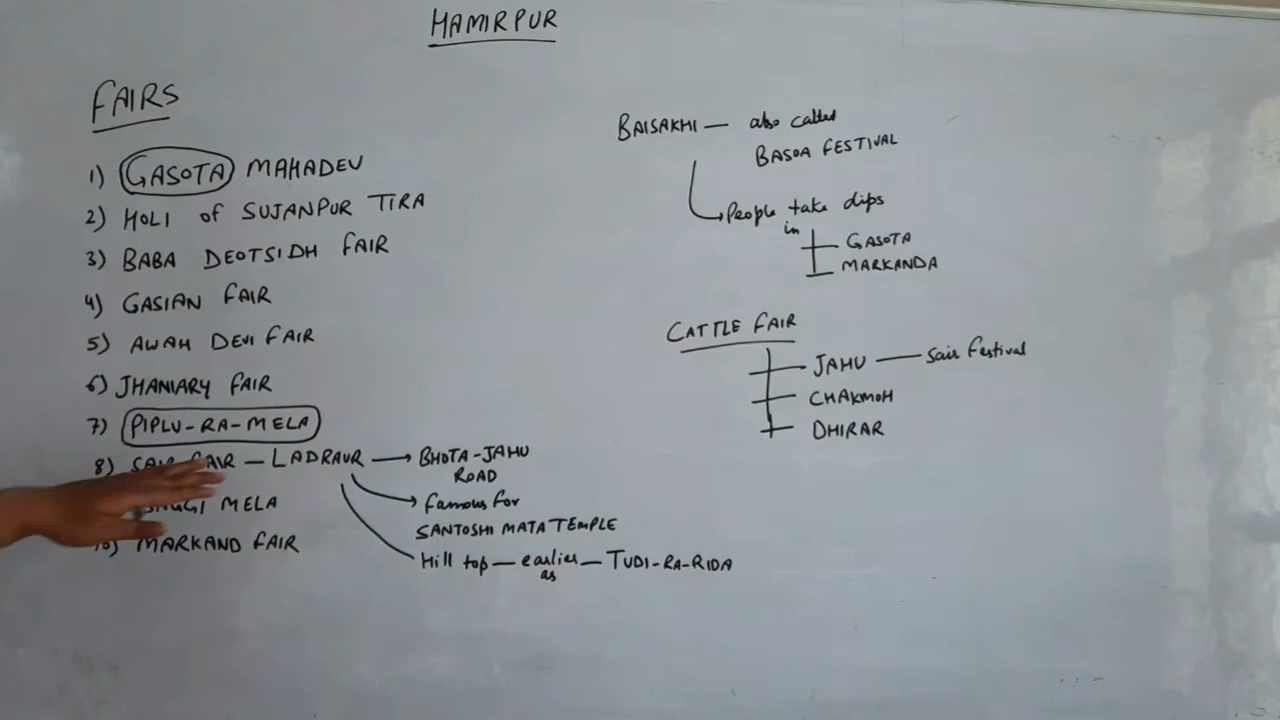 HAMIRPUR
FAIRS
1) GASOTA MAHADEV
2) HOLI of SUJANPUR TIRA
3) BABA DEOTSIDH FAIR
4) GASIAN FAIR
5) AWAH DEVI FAIR
6) JHANIARY FAIR
7) PIPLU-RA-MELA
8) SAIR FAIR — LADRAUR → BHOTA-JAHU
ROAD
famous for
SANTOSHI MATA TEMPLE
Hill top — earlier — TUDI-RA-RIDA
as
MELA
10) MARKAND FAIR
BAISAKHI — also called
BASOA FESTIVAL
People take dips
in
GASOTA
MARKANDA
CATTLE FAIR
JAHU — Sair festival
CHAKMOH
DHIRAR